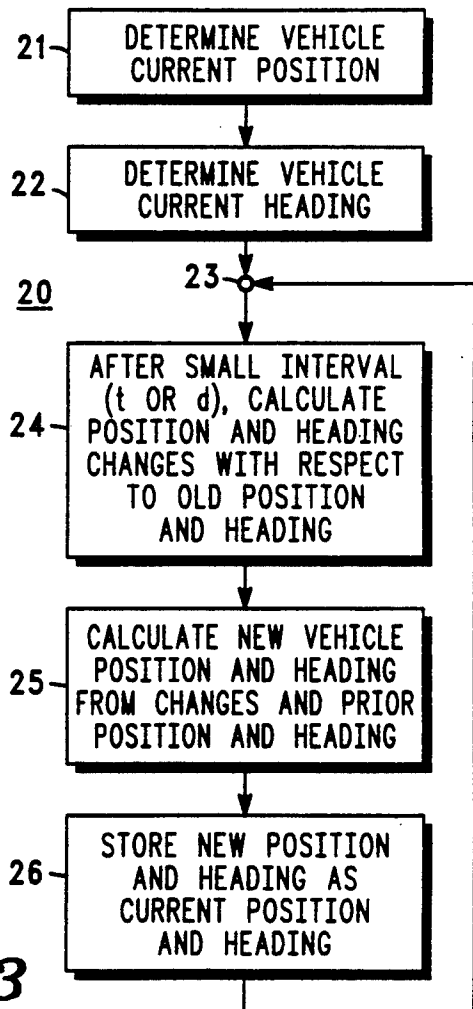 21
DETERMINE VEHICLE
CURRENT POSITION
22
DETERMINE VEHICLE
CURRENT HEADING
23
20
24
AFTER SMALL INTERVAL
(t OR d), CALCULATE
POSITION AND HEADING
CHANGES WITH RESPECT
TO OLD POSITION
AND HEADING
25
CALCULATE NEW VEHICLE
POSITION AND HEADING
FROM CHANGES AND PRIOR
POSITION AND HEADING
26
STORE NEW POSITION
AND HEADING AS
CURRENT POSITION
AND HEADING
3